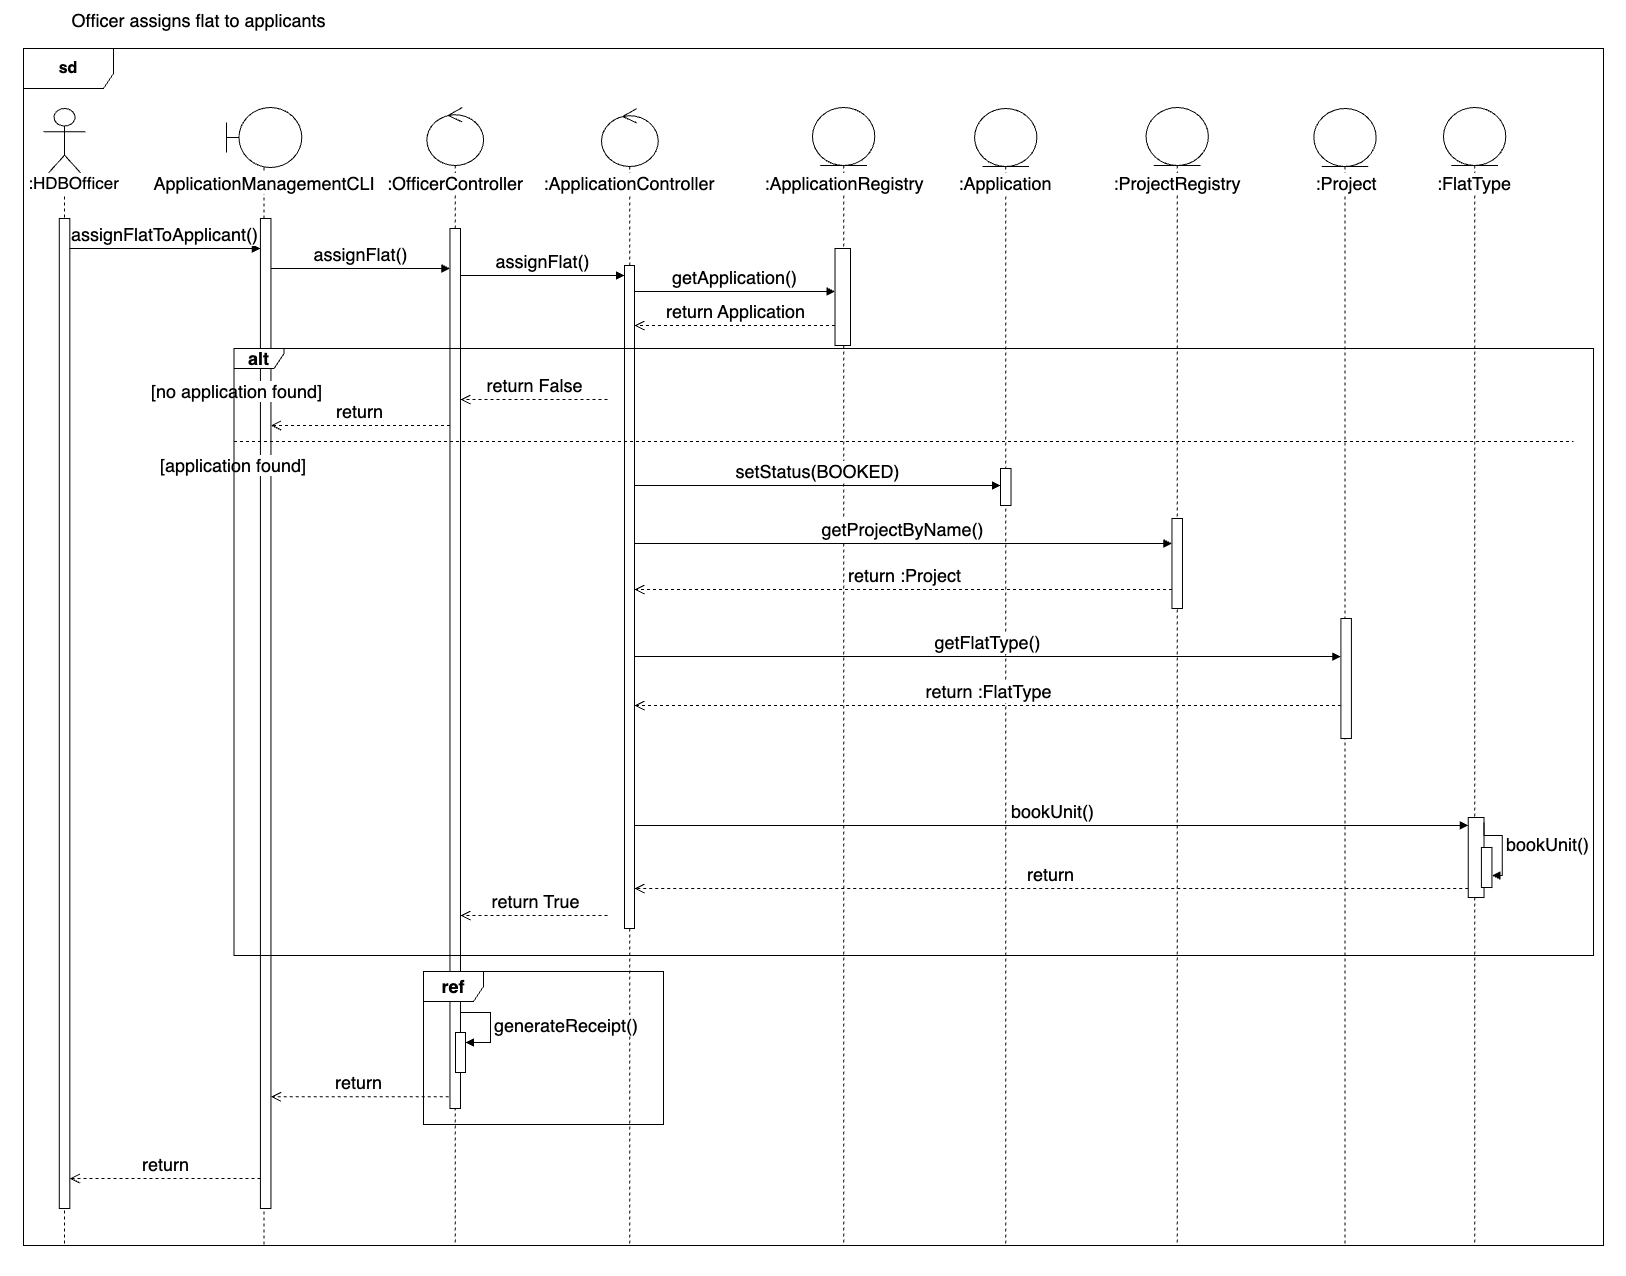 Officer assigns flat to applicants
sd
:HDBOfficer
ApplicationManagementCLI
:OfficerController
:ApplicationController
:ApplicationRegistry
:Application
:ProjectRegistry
:Project
:FlatType
assignFlatToApplicant()
assignFlat()
assignFlat()
getApplication()
return Application
alt
[no application found]
return False
return
[application found]
setStatus(BOOKED)
getProjectByName()
return :Project
getFlatType()
return :FlatType
bookUnit()
bookUnit()
return
return True
ref
generateReceipt()
return
return